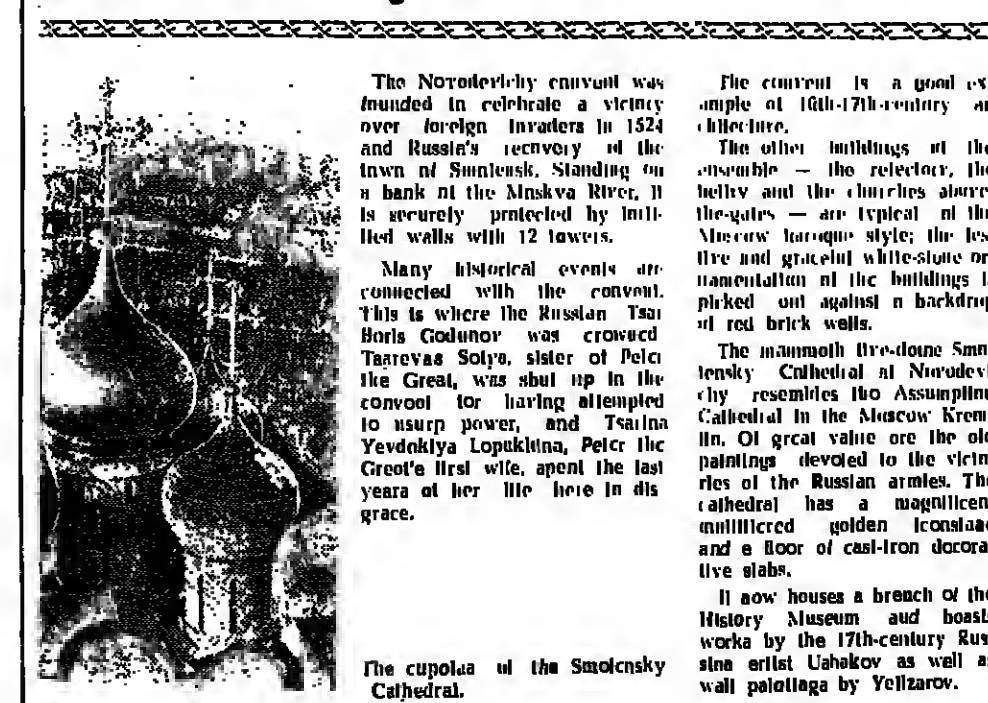 The Novodevichy convent was
founded to celebrate a victory
over foreign invaders in 1524
and Russia's recovery of the
town of Smolensk. Standing on
a bank of the Moskva River, it
is securely protected by
walls with 12 towers.
Many historical events are
connected with the convent.
This is where the Russian Tsar
Boris Godunov was crowned
Sofya, sister of Peter
the Great, was shut up in the
convent for having attempted
to usurp power, and Tsarina
Yevdokiya Lopukhina, Peter the
Great's first wife, spent the last
years of her life here in dis
grace.
The cupolas of the Smolensky
Cathedral.
The convent is a good ex
ample of 16th-17th-century ar
chitecture.
The other buildings of the
ensemble — the refectory, the
belfry and the churches above
the-gates — are typical of the
Moscow baroque style; the fes
tive and graceful white-stone or
namentation of the buildings i
picked out against a backdrop
of red brick walls.
The mammoth five-dome Smo
lensky Cathedral at Novodevi
chy resembles the Assumption
Cathedral in the Moscow Krem
lin. Of great value are the old
paintings devoted to the victo
ries of the Russian armies. The
cathedral has a magnificen
multitiered golden iconstas
and a floor of cast-iron decora
tive slabs.
It now houses a branch of the
History Museum and boast
works by the 17th-century Rus
sian artist Ushakov as well a
wall paintings by Yelizarov.